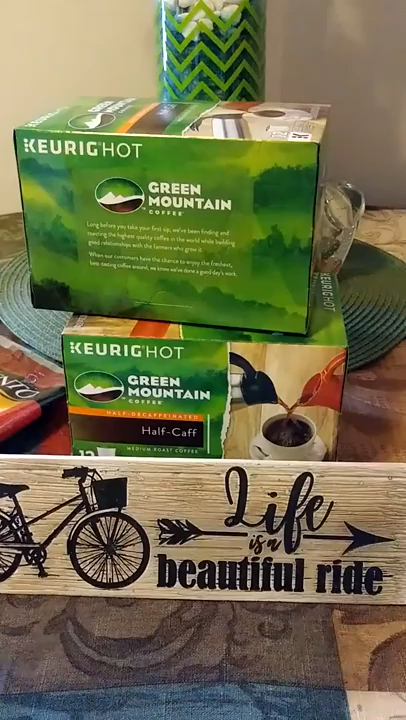 KEURIG HOT
GREEN
MOUNTAIN
COFFEE
Long before you take your first sip, we've been finding and
roasting the highest quality coffee in the world while building
good relationships with the farmers who grow it.
When our customers have the chance to enjoy the freshest,
best-tasting coffee around, we know we've done a good day's work.
KEURIG HOT
GREEN
MOUNTAIN
COFFEE
HALF-DECAFFEINATED
Half-Caff
MEDIUM ROAST COFFEE
12
Life
is a
beautiful ride